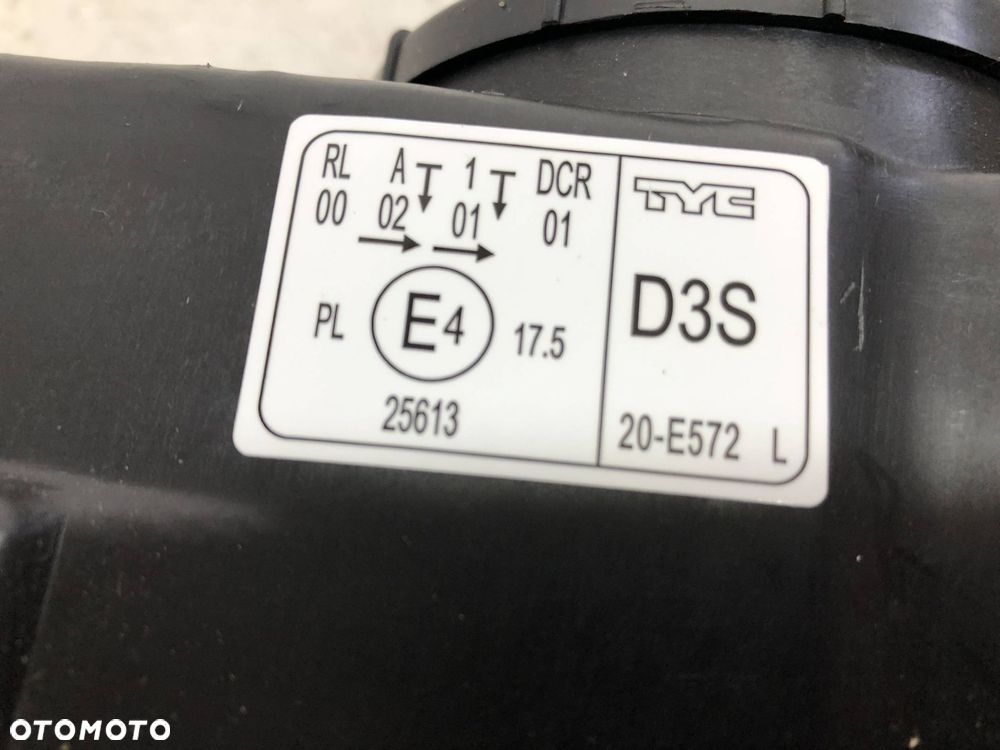 RL A 1 DCR
00 02 01 01
PL E4 17.5
25613
TYC
D3S
20-E572 L
OTOMOTO